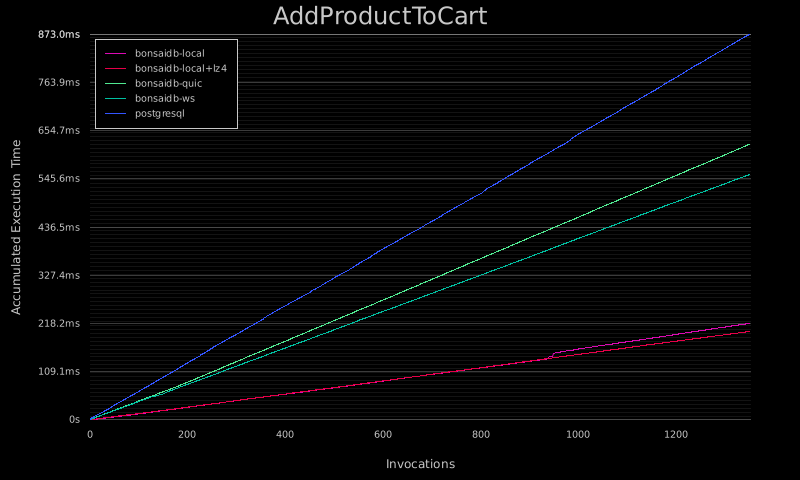 AddProductToCart
873.0ms
763.9ms
654.7ms
545.6ms
436.5ms
327.4ms
218.2ms
109.1ms
0s
Accumulated Execution Time
bonsaidb-local
bonsaidb-local+lz4
bonsaidb-quic
bonsaidb-ws
postgresql
0 200 400 600 800 1000 1200
Invocations